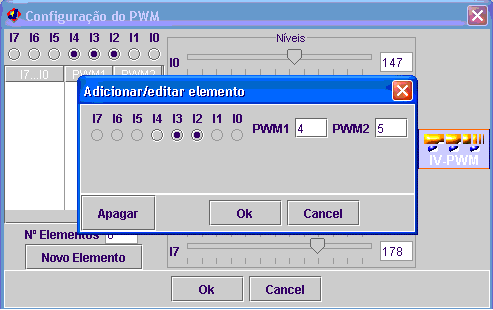 Configuração do PWM
I7 I6 I5 I4 I3 I2 I1 I0
Níveis
I0 147
I7...I0 PWM1 PWM2
Adicionar/editar elemento
I7 I6 I5 I4 I3 I2 I1 I0
PWM1 4 PWM2 5
IV-PWM
Apagar Ok Cancel
Nº Elementos
Novo Elemento
I7 178
Ok Cancel